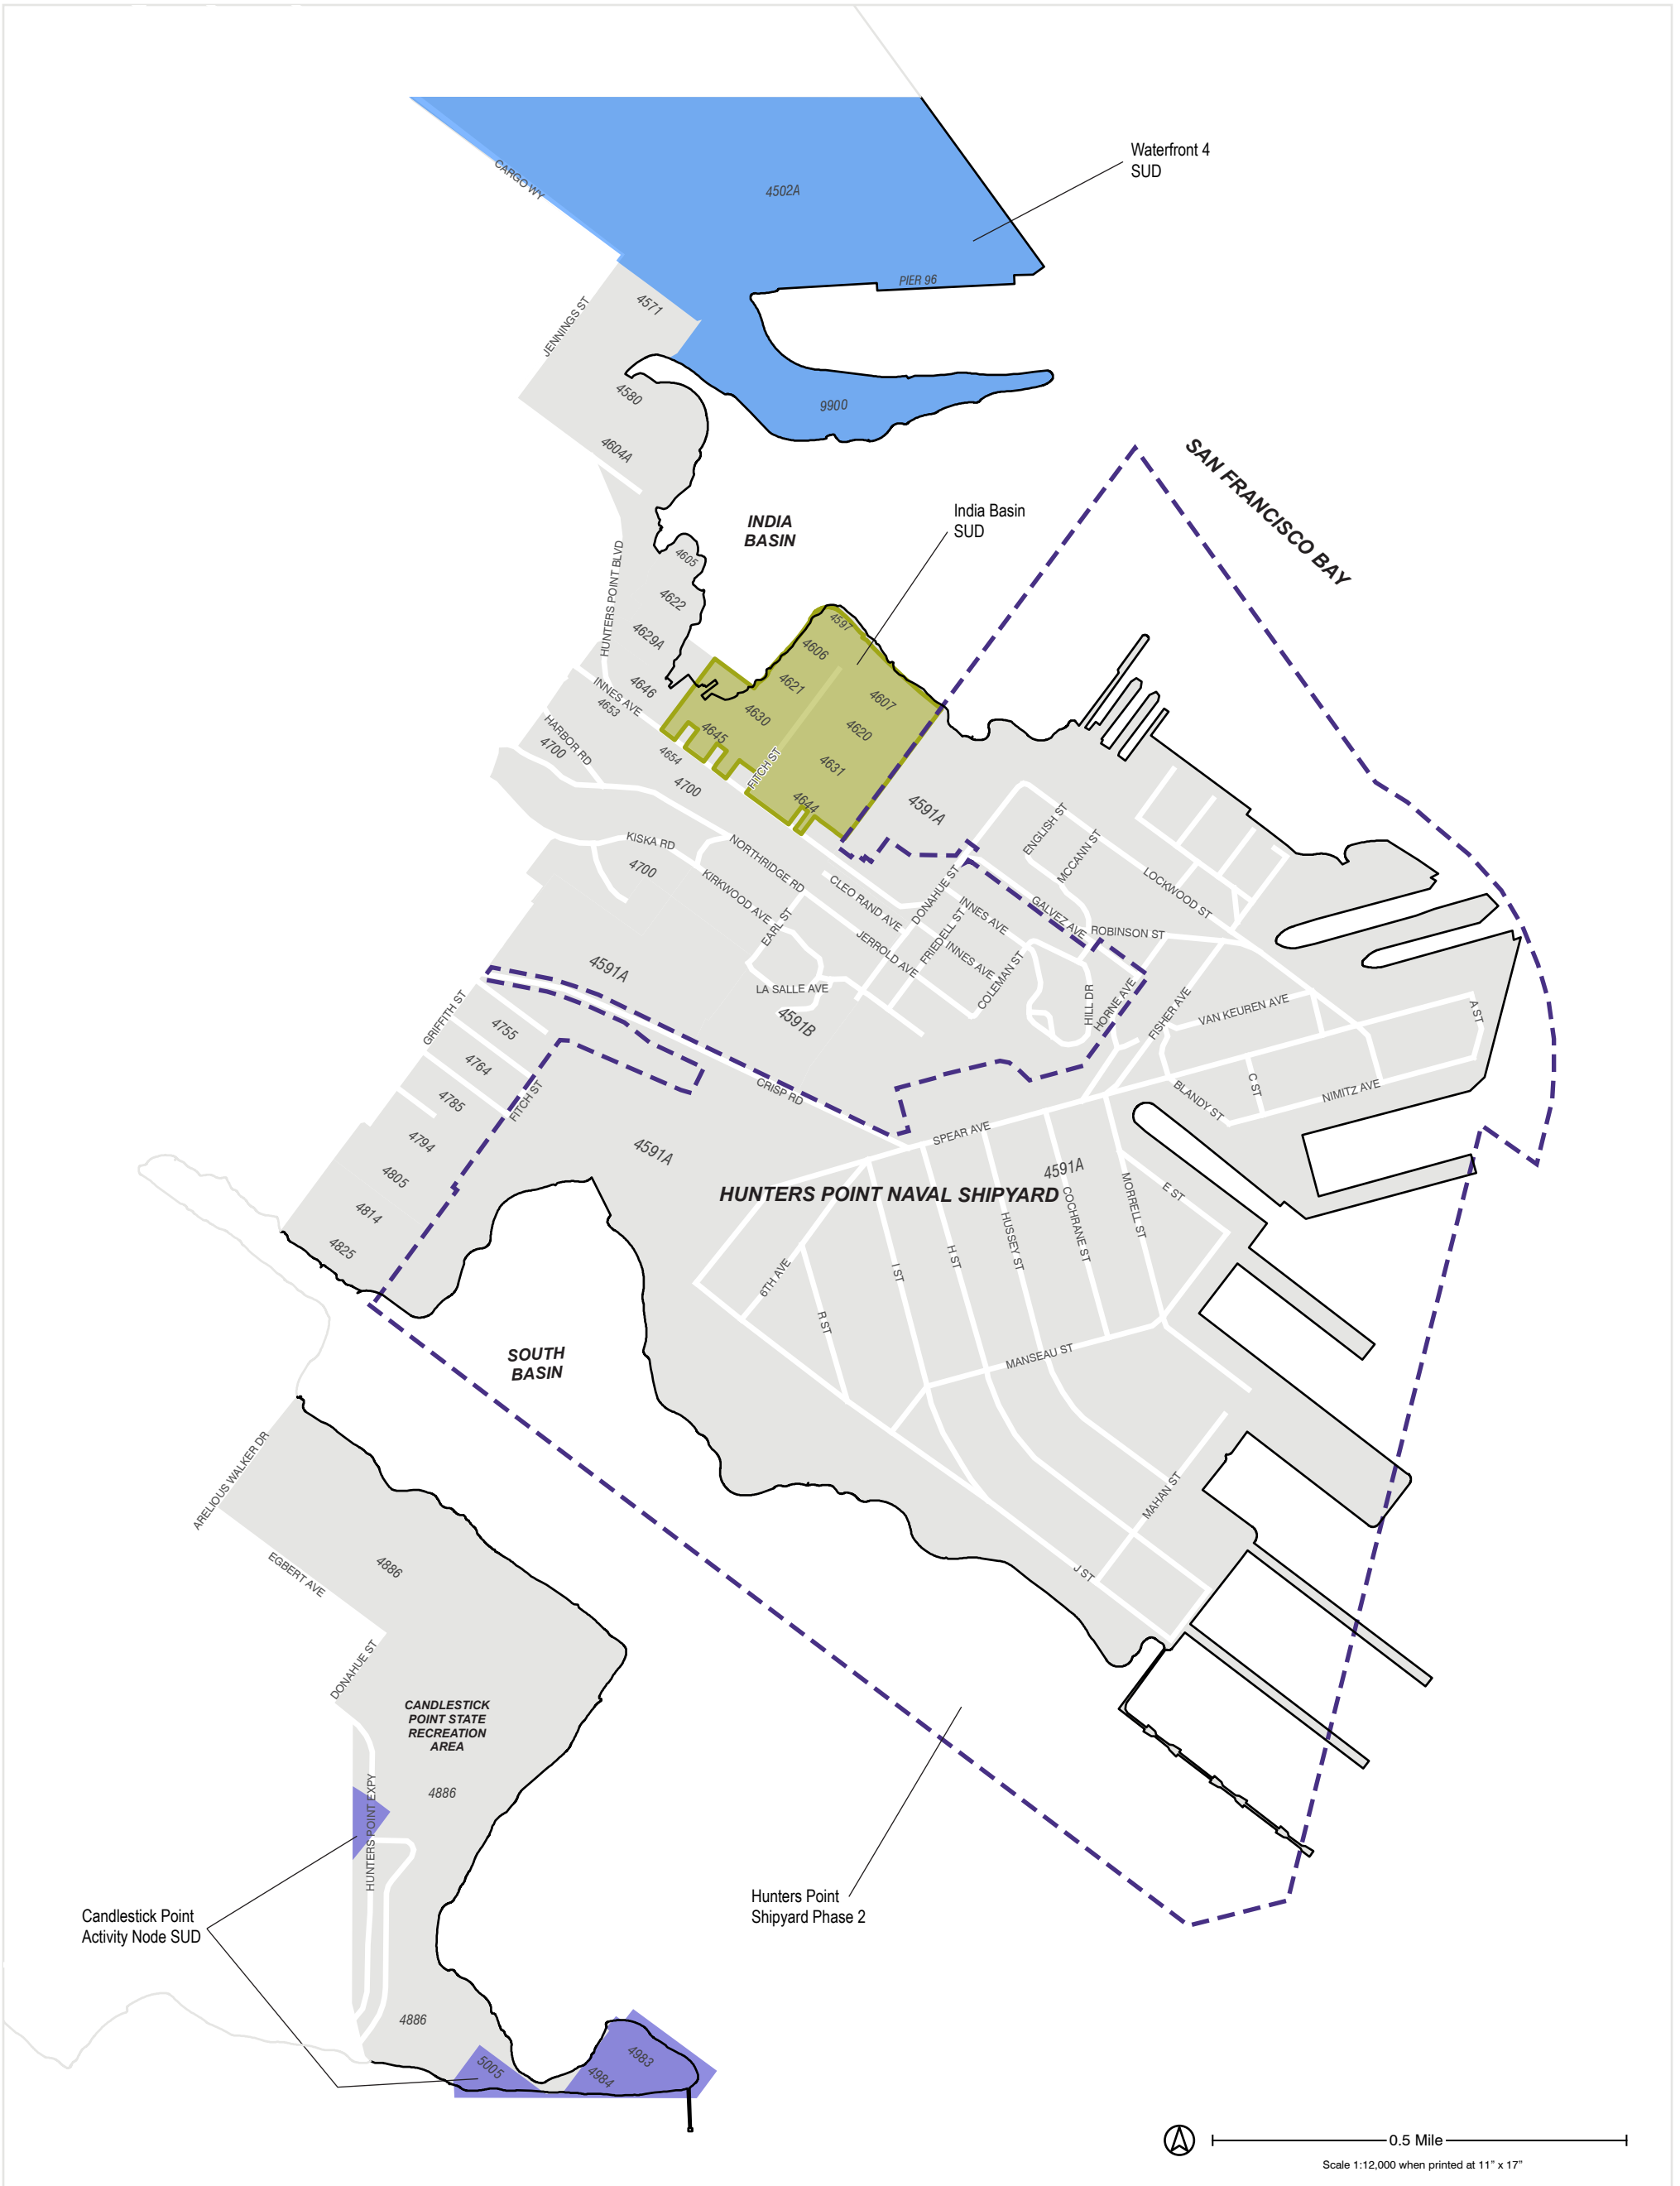 Waterfront 4
SUD
CARGO WY
4502A
PIER 96
4571
JENNINGS ST
4580
9900
4604A
SAN FRANCISCO BAY
INDIA
BASIN
India Basin
SUD
4605
HUNTERS POINT BLVD
4622
4629A
4597
4606
4621
4607
4646
INNES AVE
4653
4630
4620
4645
HARBOR RD
4700
4654
FITCH ST
4631
4700
4644
4591A
ENGLISH ST
MCCANN ST
KISKA RD
4700
NORTHRIDGE RD
KIRKWOOD AVE
CLEO RAND AVE
DONAHUE ST
LOCKWOOD ST
EARL ST
JERROLD AVE
FRIEDELL ST
INNES AVE
INNES AVE
GALVEZ AVE
ROBINSON ST
COLEMAN ST
4591A
LA SALLE AVE
4591B
HILL DR
HORNE AVE
FISHER AVE
VAN KEUREN AVE
A ST
GRIFFITH ST
4755
4764
4785
FITCH ST
CRISP RD
C ST
BLANDY ST
NIMITZ AVE
4794
4805
4814
4825
4591A
SPEAR AVE
4591A
HUNTERS POINT NAVAL SHIPYARD
E ST
MORRELL ST
COCHRANE ST
HUSSEY ST
H ST
I ST
6TH AVE
R ST
MANSEAU ST
SOUTH
BASIN
MAHAN ST
J ST
ARELIOUS WALKER DR
EGBERT AVE
4886
DONAHUE ST
CANDLESTICK
POINT STATE
RECREATION
AREA
4886
HUNTERS POINT EXPY
Candlestick Point
Activity Node SUD
Hunters Point
Shipyard Phase 2
4886
5005
4984
4983
0.5 Mile
Scale 1:12,000 when printed at 11" x 17"